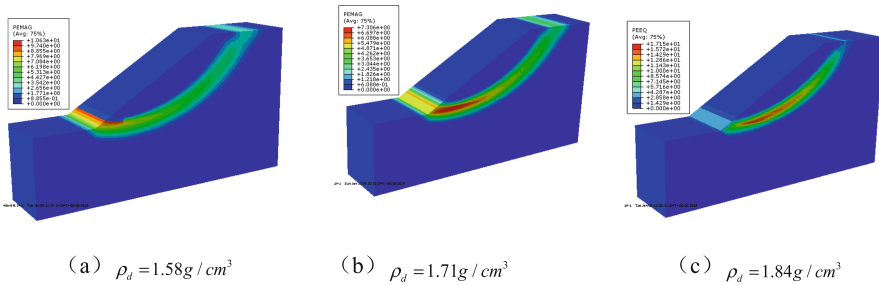 PEMAG
(Avg: 75%)
+1.063e+01
+9.740e+00
+8.855e+00
+7.969e+00
+7.084e+00
+6.198e+00
+5.313e+00
+4.427e+00
+3.542e+00
+2.656e+00
+1.771e+00
+8.855e-01
+0.000e+00
PEMAG
(Avg: 75%)
+7.306e+00
+6.697e+00
+6.088e+00
+5.479e+00
+4.871e+00
+4.262e+00
+3.653e+00
+3.044e+00
+2.435e+00
+1.826e+00
+1.218e+00
+6.088e-01
+0.000e+00
PEEQ
(Avg: 75%)
+1.715e+01
+1.572e+01
+1.429e+01
+1.286e+01
+1.143e+01
+1.000e+01
+8.574e+00
+7.145e+00
+5.716e+00
+4.287e+00
+2.858e+00
+1.429e+00
+0.000e+00
(a) ρ_d = 1.58g / cm³
(b) ρ_d = 1.71g / cm³
(c) ρ_d = 1.84g / cm³